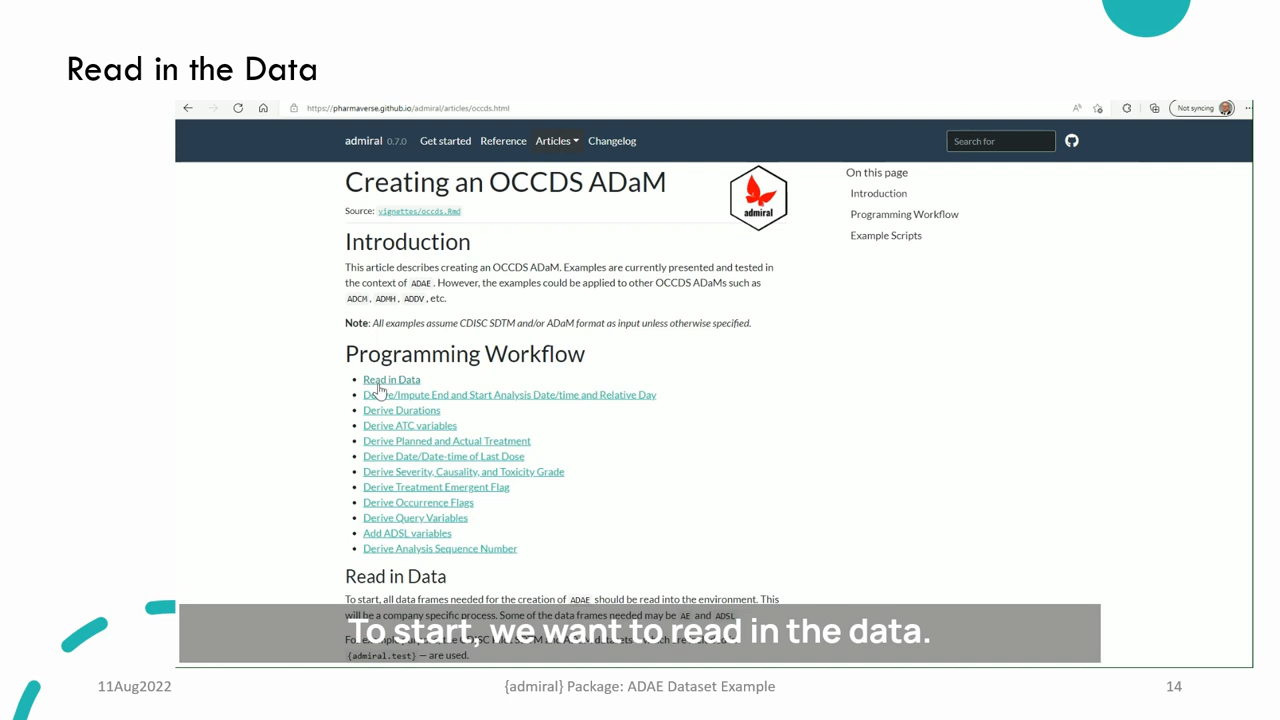 Read in the Data
https://pharmaverse.github.io/admiral/articles/occds.html
Not syncing
admiral 0.7.0 Get started Reference Articles Changelog
Search for
Creating an OCCDS ADaM
admiral
Source: vignettes/occds.Rmd
On this page
Introduction
Programming Workflow
Example Scripts
Introduction
This article describes creating an OCCDS ADaM. Examples are currently presented and tested in
the context of ADAE. However, the examples could be applied to other OCCDS ADaMs such as
ADCM, ADMH, ADDV, etc.
Note: All examples assume CDISC SDTM and/or ADaM format as input unless otherwise specified.
Programming Workflow
• Read in Data
• Derive/Impute End and Start Analysis Date/time and Relative Day
• Derive Durations
• Derive ATC variables
• Derive Planned and Actual Treatment
• Derive Date/Date-time of Last Dose
• Derive Severity, Causality, and Toxicity Grade
• Derive Treatment Emergent Flag
• Derive Occurrence Flags
• Derive Query Variables
• Add ADSL variables
• Derive Analysis Sequence Number
Read in Data
To start, all data frames needed for the creation of ADAE should be read into the environment. This
will be a company specific process. Some of the data frames needed may be AE and ADSL
To start, we want to read in the data.
{admiral.test} — are used.
11Aug2022
{admiral} Package: ADAE Dataset Example
14